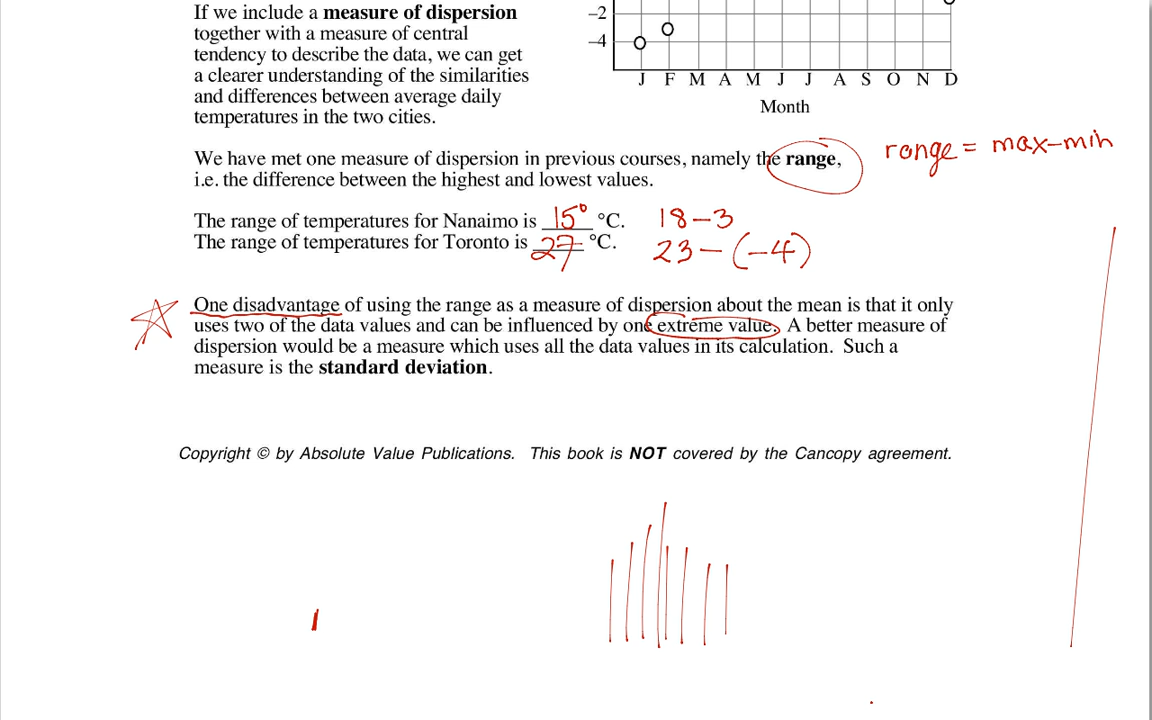 If we include a measure of dispersion
together with a measure of central
tendency to describe the data, we can get
a clearer understanding of the similarities
and differences between average daily
temperatures in the two cities.
–2
–4
J F M A M J J A S O N D
Month
We have met one measure of dispersion in previous courses, namely the range,
i.e. the difference between the highest and lowest values.
range = max-min
The range of temperatures for Nanaimo is 15° °C. 18-3
The range of temperatures for Toronto is 27 °C. 23-(-4)
One disadvantage of using the range as a measure of dispersion about the mean is that it only
uses two of the data values and can be influenced by one extreme value. A better measure of
dispersion would be a measure which uses all the data values in its calculation. Such a
measure is the standard deviation.
Copyright © by Absolute Value Publications. This book is NOT covered by the Cancopy agreement.